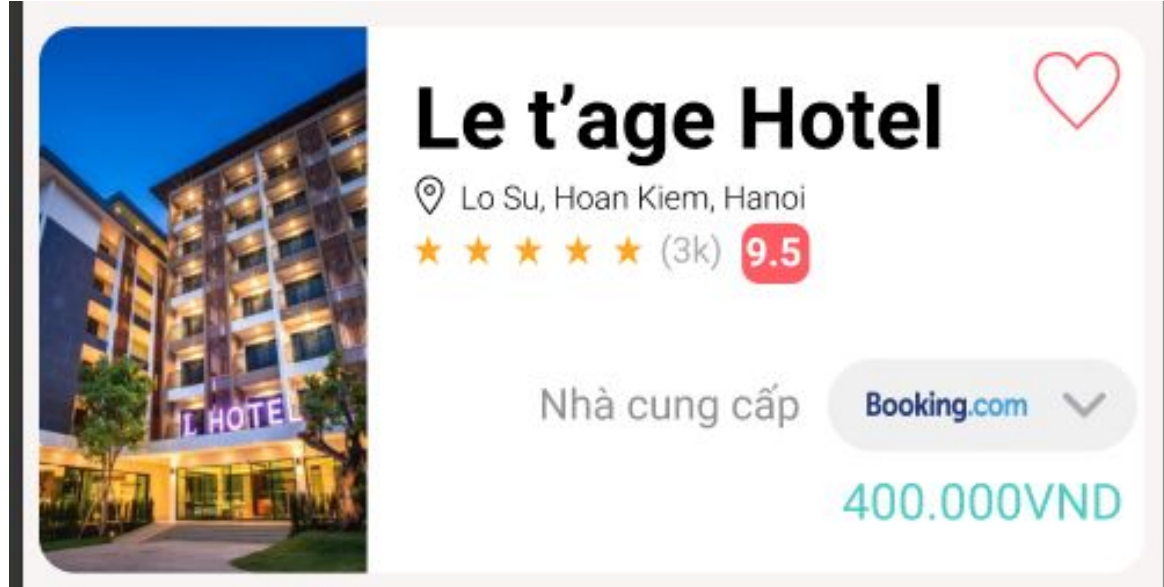 Le t’age Hotel
Lo Su, Hoan Kiem, Hanoi
(3k) 9.5
Nhà cung cấp Booking.com
400.000VND
L HOTEL